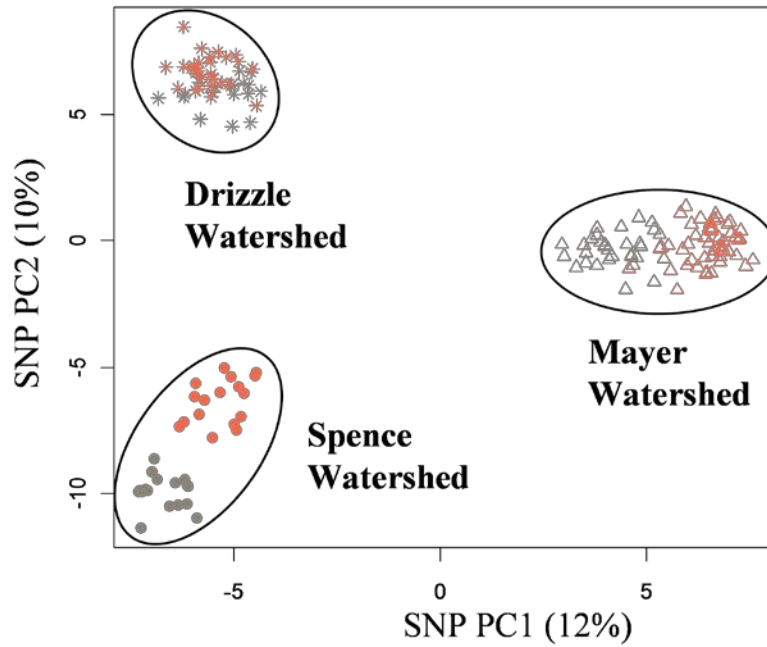 5
0
-5
-10
SNP PC2 (10%)
Drizzle
Watershed
Mayer
Watershed
Spence
Watershed
-5
0
5
SNP PC1 (12%)